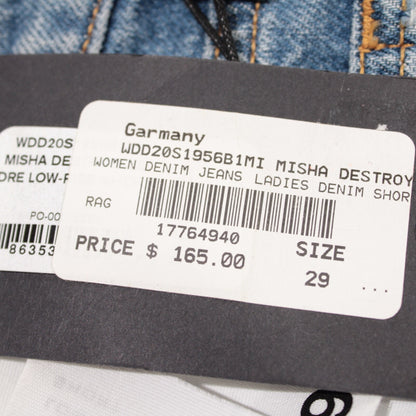 Garmany
WDD20S1956B1MI MISHA DESTROY
WOMEN DENIM JEANS LADIES DENIM SHOR
RAG
17764940
PRICE $ 165.00
SIZE
29
...
WDD20S
MISHA DE
DRE LOW-R
PO-00
86353
6